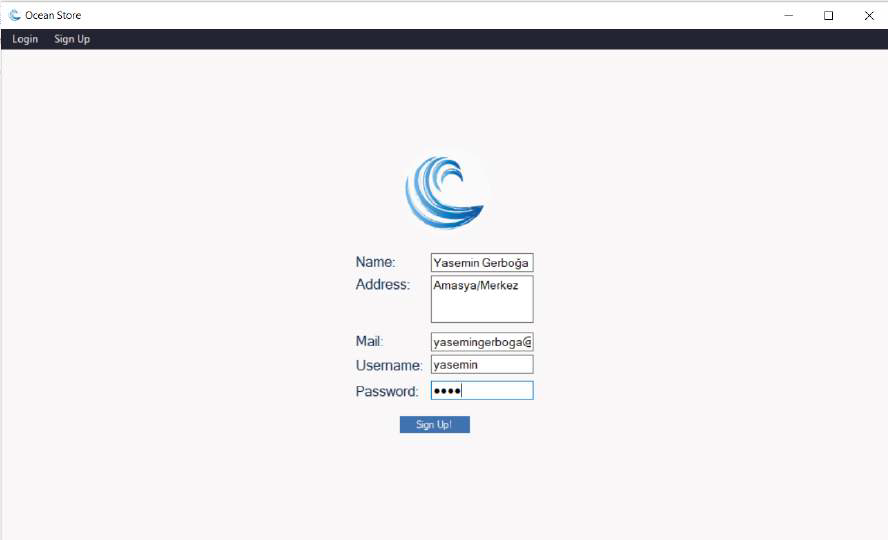 Ocean Store
Login Sign Up
Name: Yasemin Gerboğa
Address: Amasya/Merkez
Mail: yasemingerboga@
Username: yasemin
Password: ••••
Sign Up!